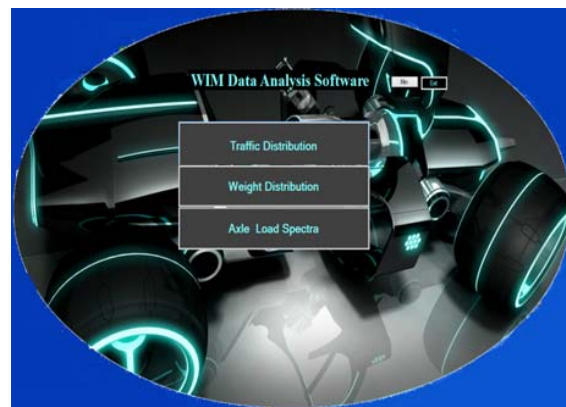 WIM Data Analysis Software
Traffic Distribution
Weight Distribution
Axle Load Spectra